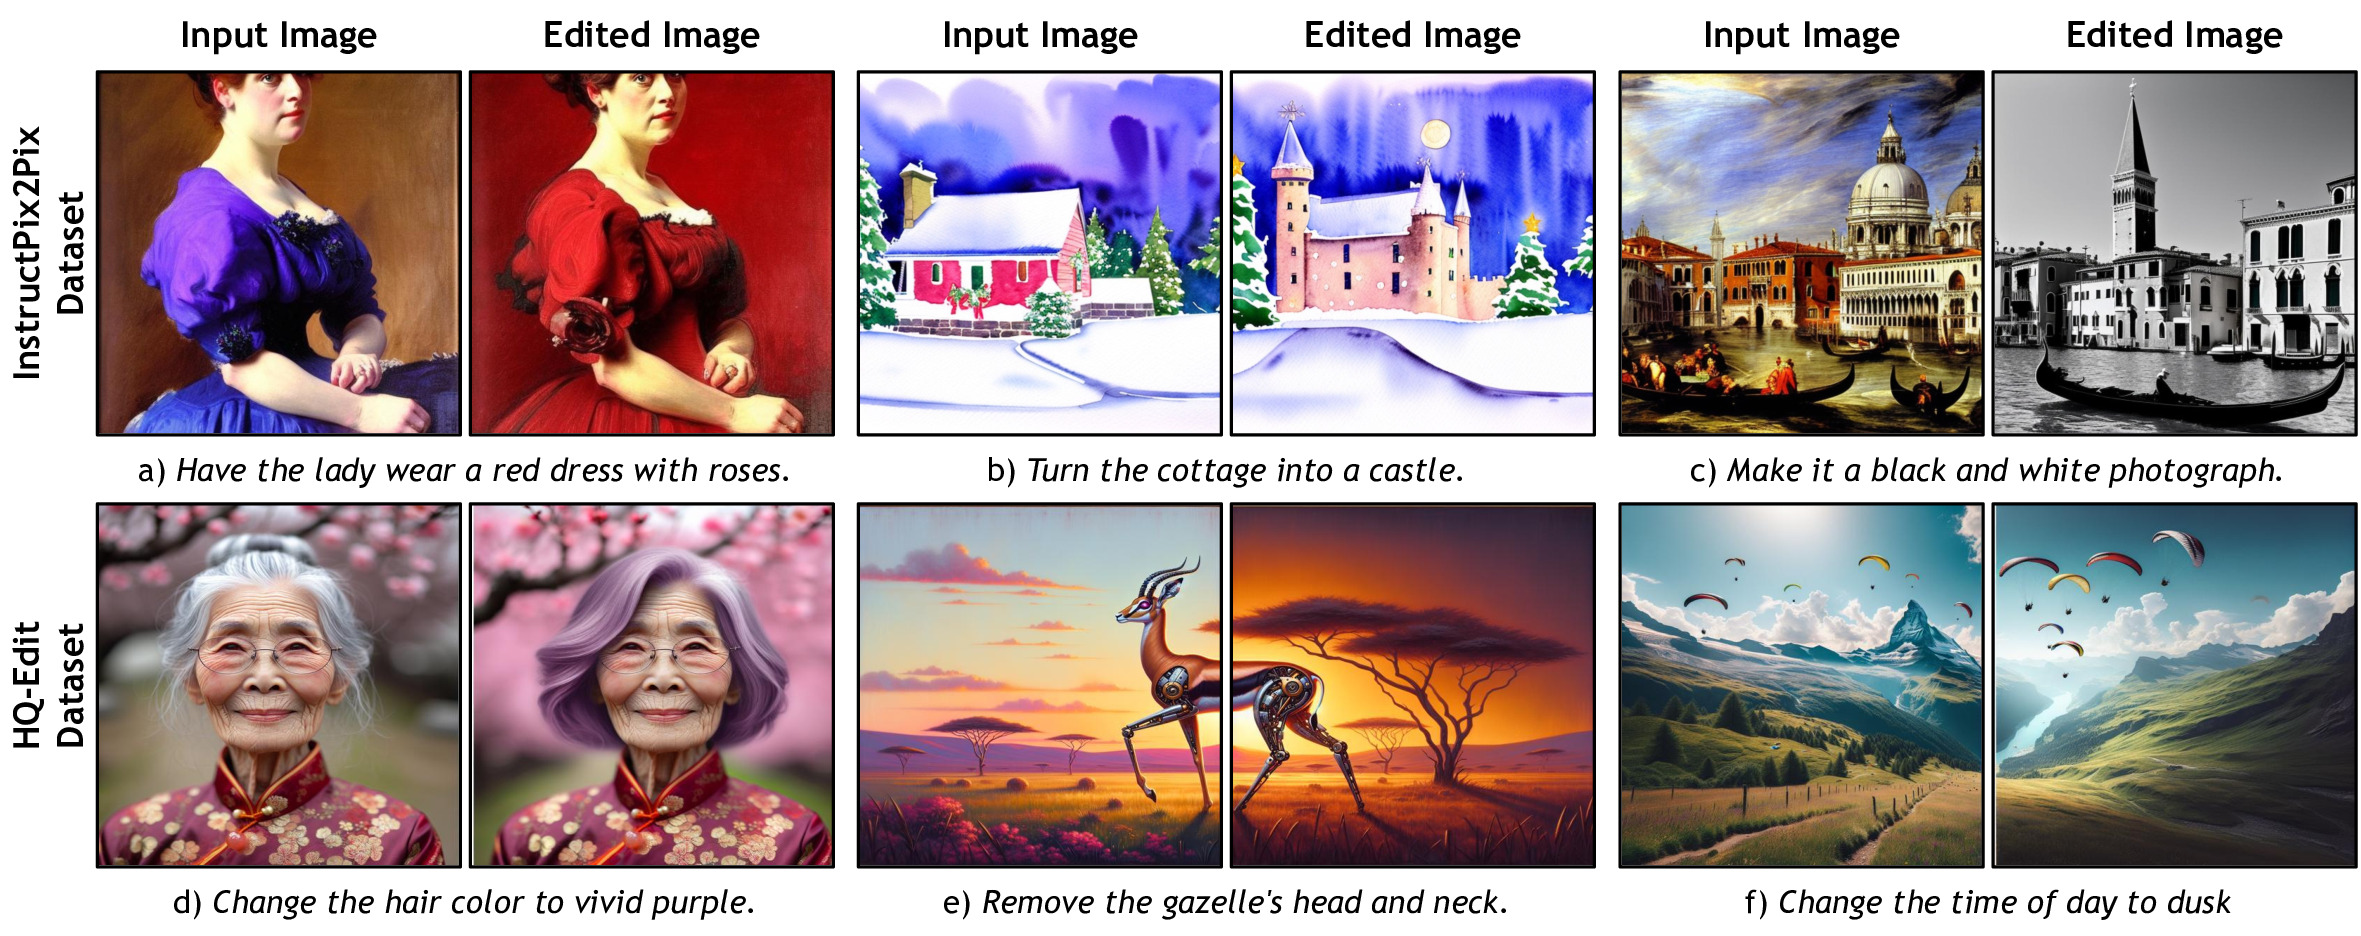 Input Image Edited Image Input Image Edited Image Input Image Edited Image
InstructPix2Pix
Dataset
a) Have the lady wear a red dress with roses.
b) Turn the cottage into a castle.
c) Make it a black and white photograph.
HQ-Edit
Dataset
d) Change the hair color to vivid purple.
e) Remove the gazelle's head and neck.
f) Change the time of day to dusk